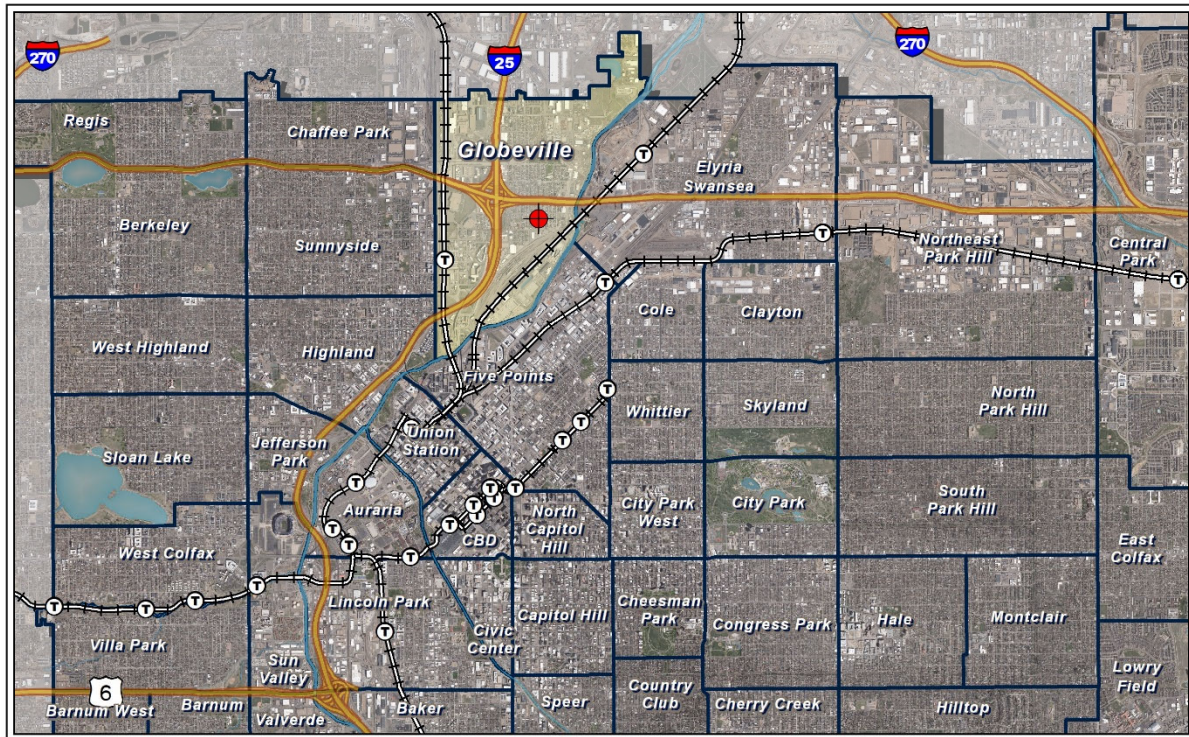 270
25
270
Regis
Chaffee Park
Globeville
T
Elyria
Swansea
Berkeley
Sunnyside
T
T
Northeast
Park Hill
Central
Park
T
T
Cole
Clayton
West Highland
Highland
Five Points
T
Whittier
Skyland
North
Park Hill
Sloan Lake
Jefferson
Park
T
Union
Station
T
T
T
Auraria
T
T
T
T
T
T
T
T
T
CBD
North
Capitol
Hill
City Park
West
City Park
South
Park Hill
East
Colfax
West Colfax
T
T
T
T
T
Lincoln Park
T
Civic
Center
Capitol Hill
Cheesman
Park
Congress Park
Hale
Montclair
Villa Park
Sun
Valley
Lowry
Field
6
Barnum West
Barnum
Valverde
Baker
Speer
Country
Club
Cherry Creek
Hilltop